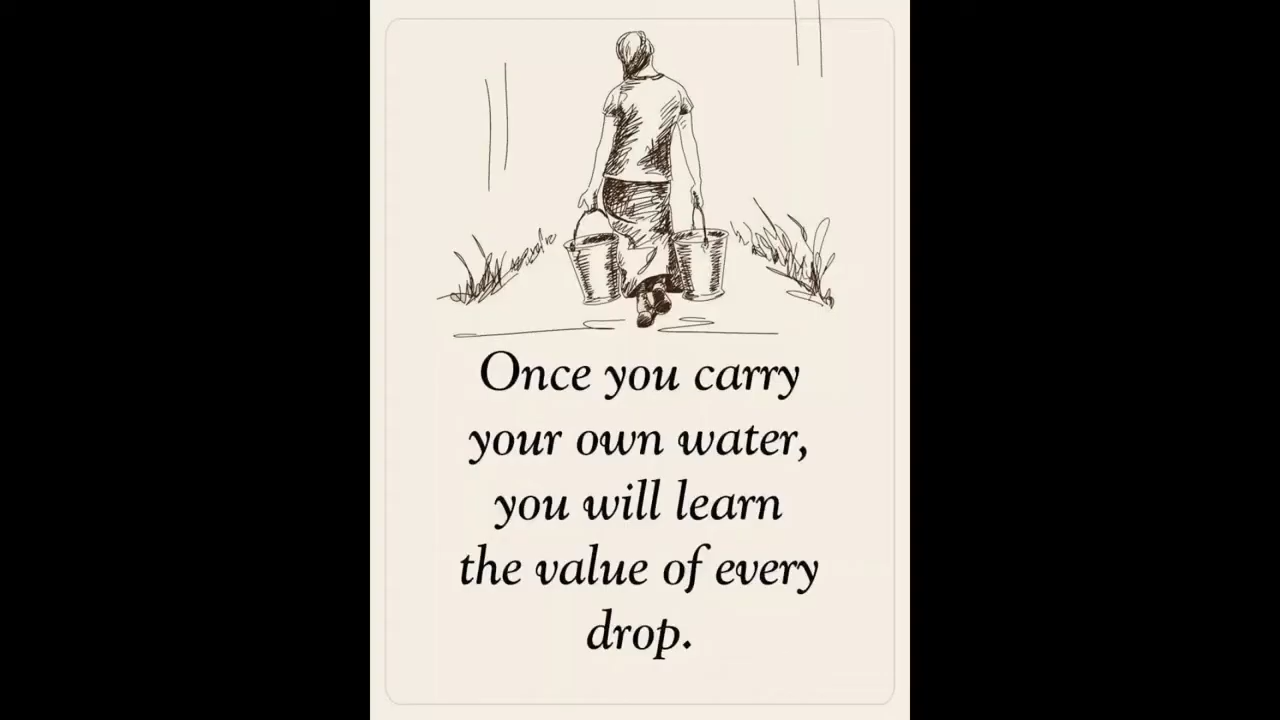 Once you carry
your own water,
you will learn
the value of every
drop.